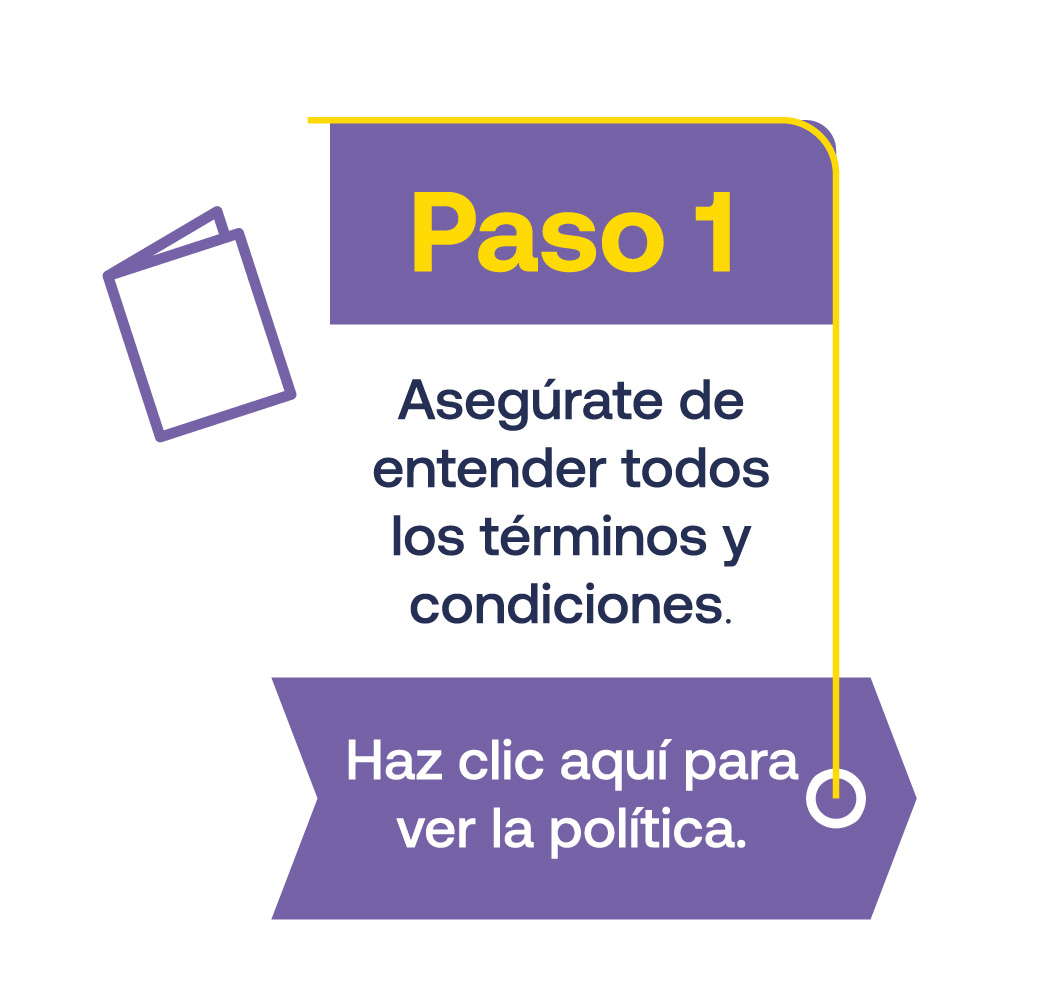 Paso 1
Asegúrate de
entender todos
los términos y
condiciones.
Haz clic aquí para
ver la política.